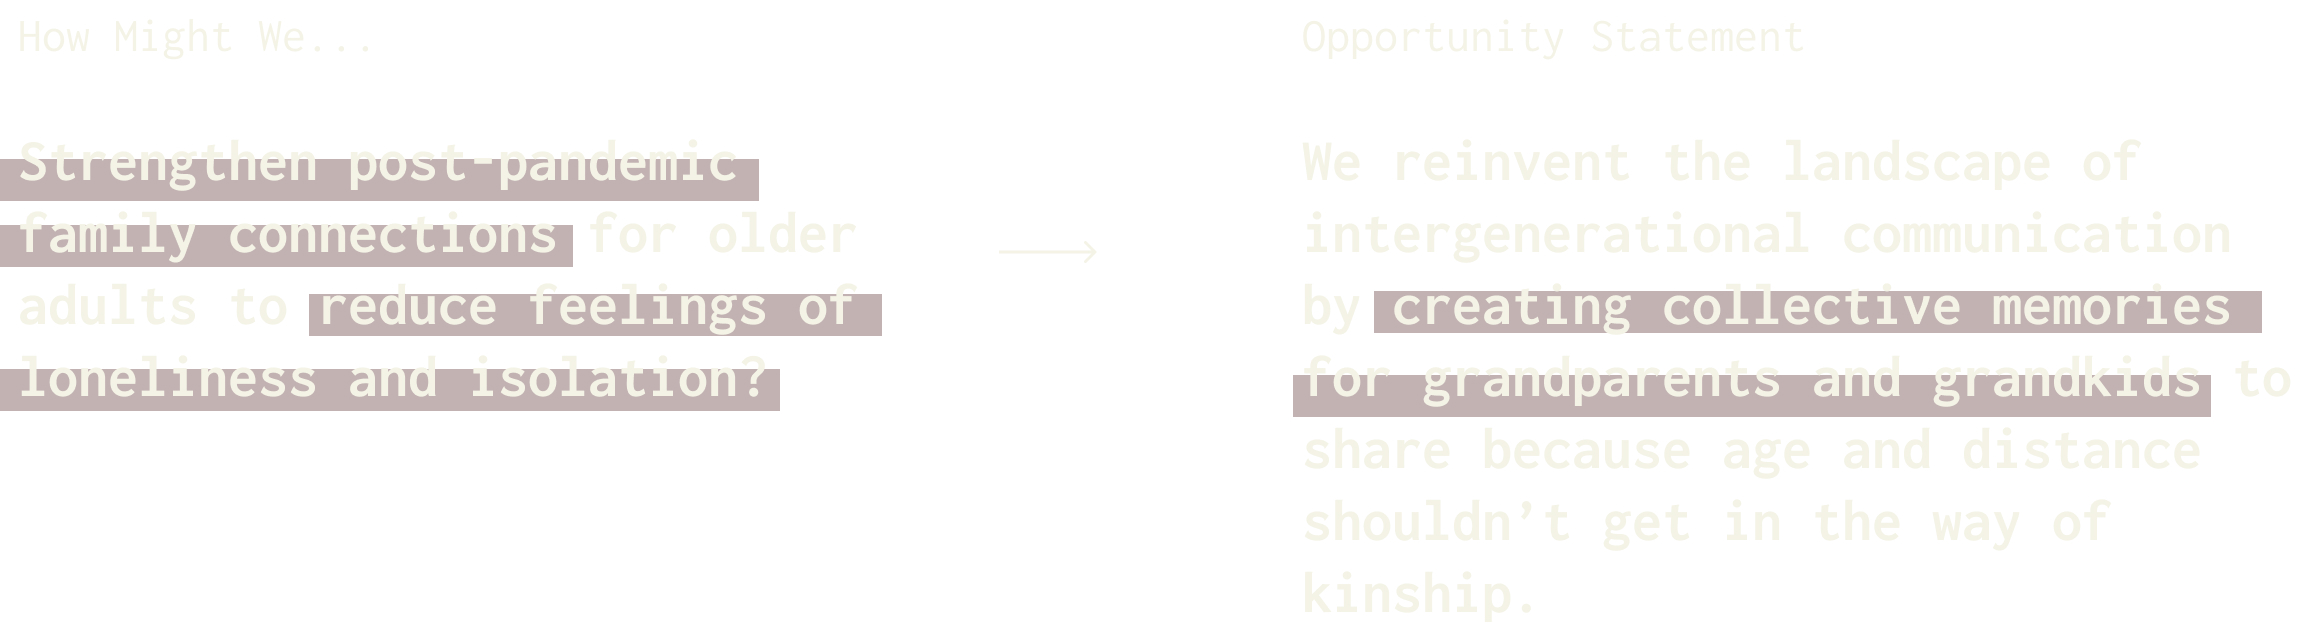 How Might We...
Strengthen post-pandemic
family connections for older
adults to reduce feelings of
loneliness and isolation?
Opportunity Statement
We reinvent the landscape of
intergenerational communication
by creating collective memories
for grandparents and grandkids to
share because age and distance
shouldn’t get in the way of
kinship.